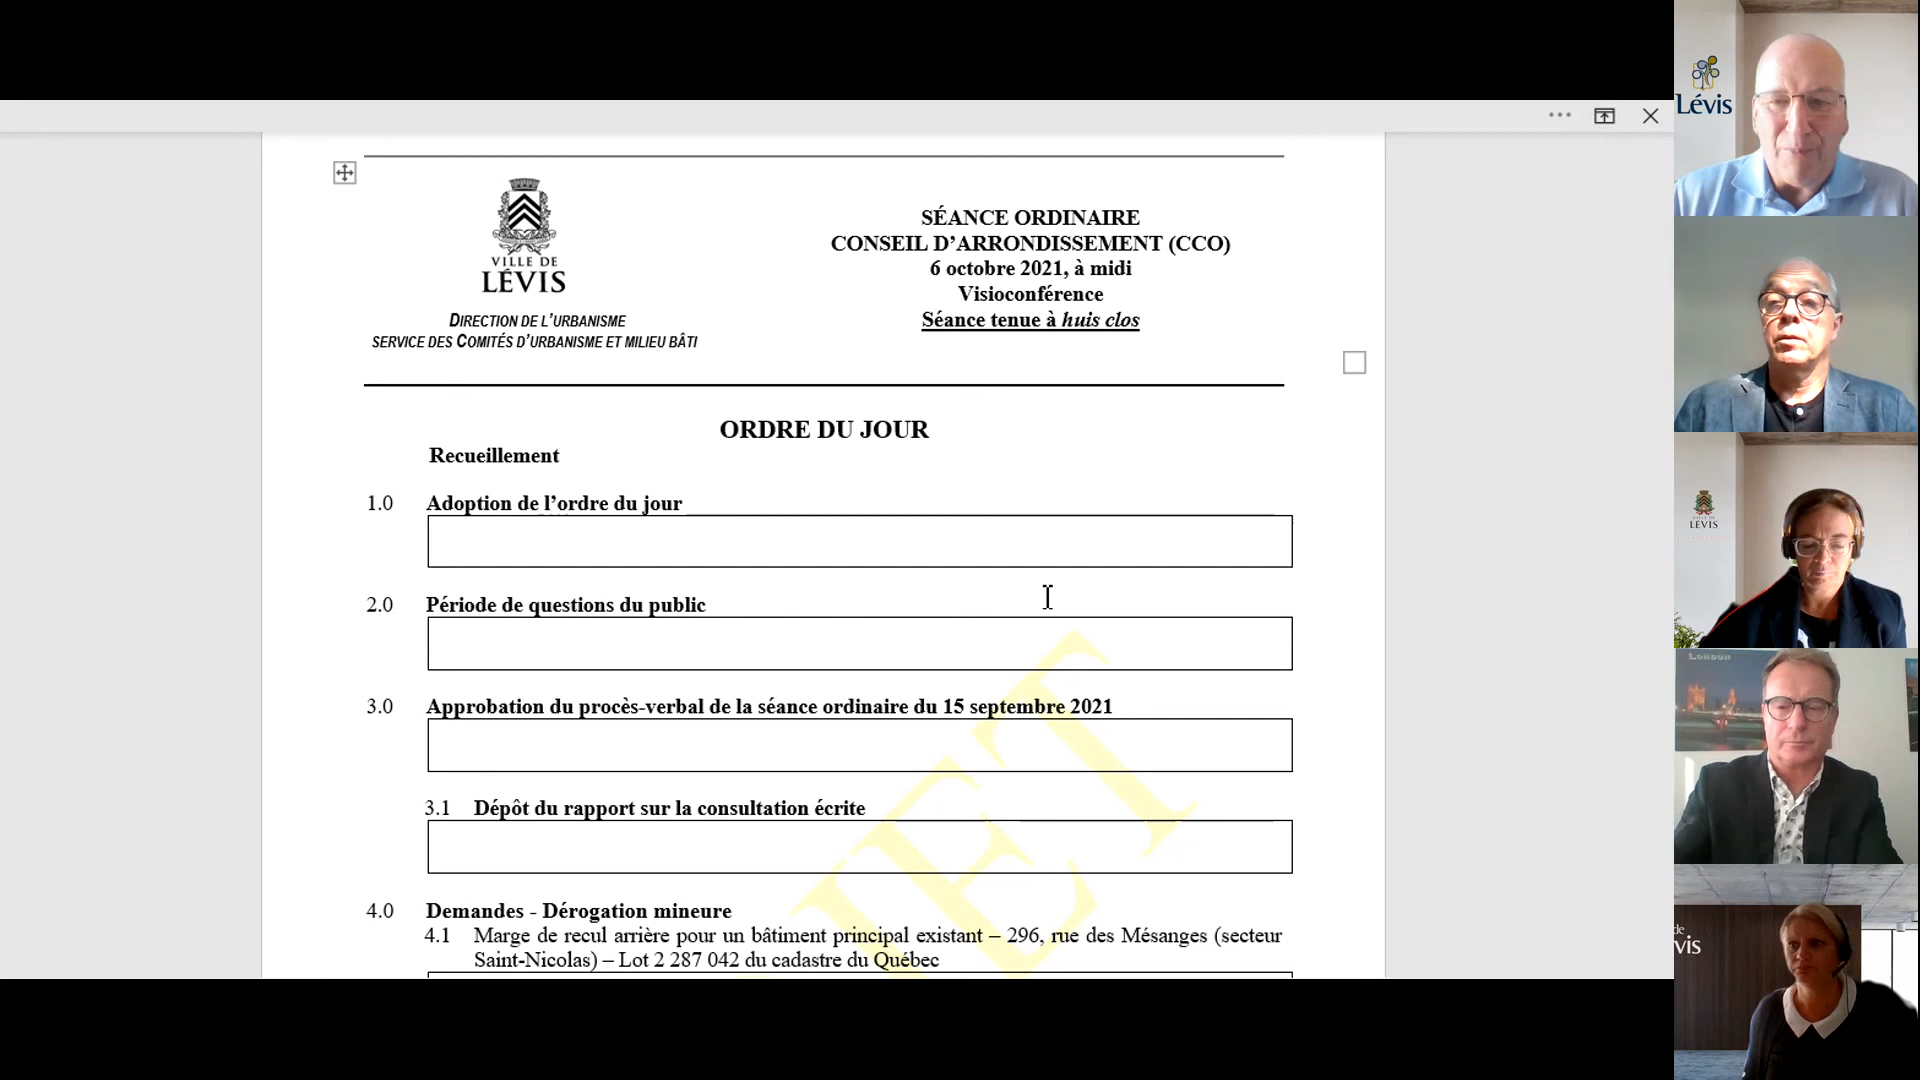 VILLE DE
LÉVIS
DIRECTION DE L’URBANISME
SERVICE DES COMITÉS D’URBANISME ET MILIEU BÂTI
SÉANCE ORDINAIRE
CONSEIL D’ARRONDISSEMENT (CCO)
6 octobre 2021, à midi
Visioconférence
Séance tenue à huis clos
ORDRE DU JOUR
Recueillement
1.0 Adoption de l’ordre du jour
2.0 Période de questions du public
3.0 Approbation du procès-verbal de la séance ordinaire du 15 septembre 2021
3.1 Dépôt du rapport sur la consultation écrite
4.0 Demandes - Dérogation mineure
4.1 Marge de recul arrière pour un bâtiment principal existant – 296, rue des Mésanges (secteur
Saint-Nicolas) – Lot 2 287 042 du cadastre du Québec
JET
Lévis
VILLE DE
LÉVIS
LONDON
de
vis